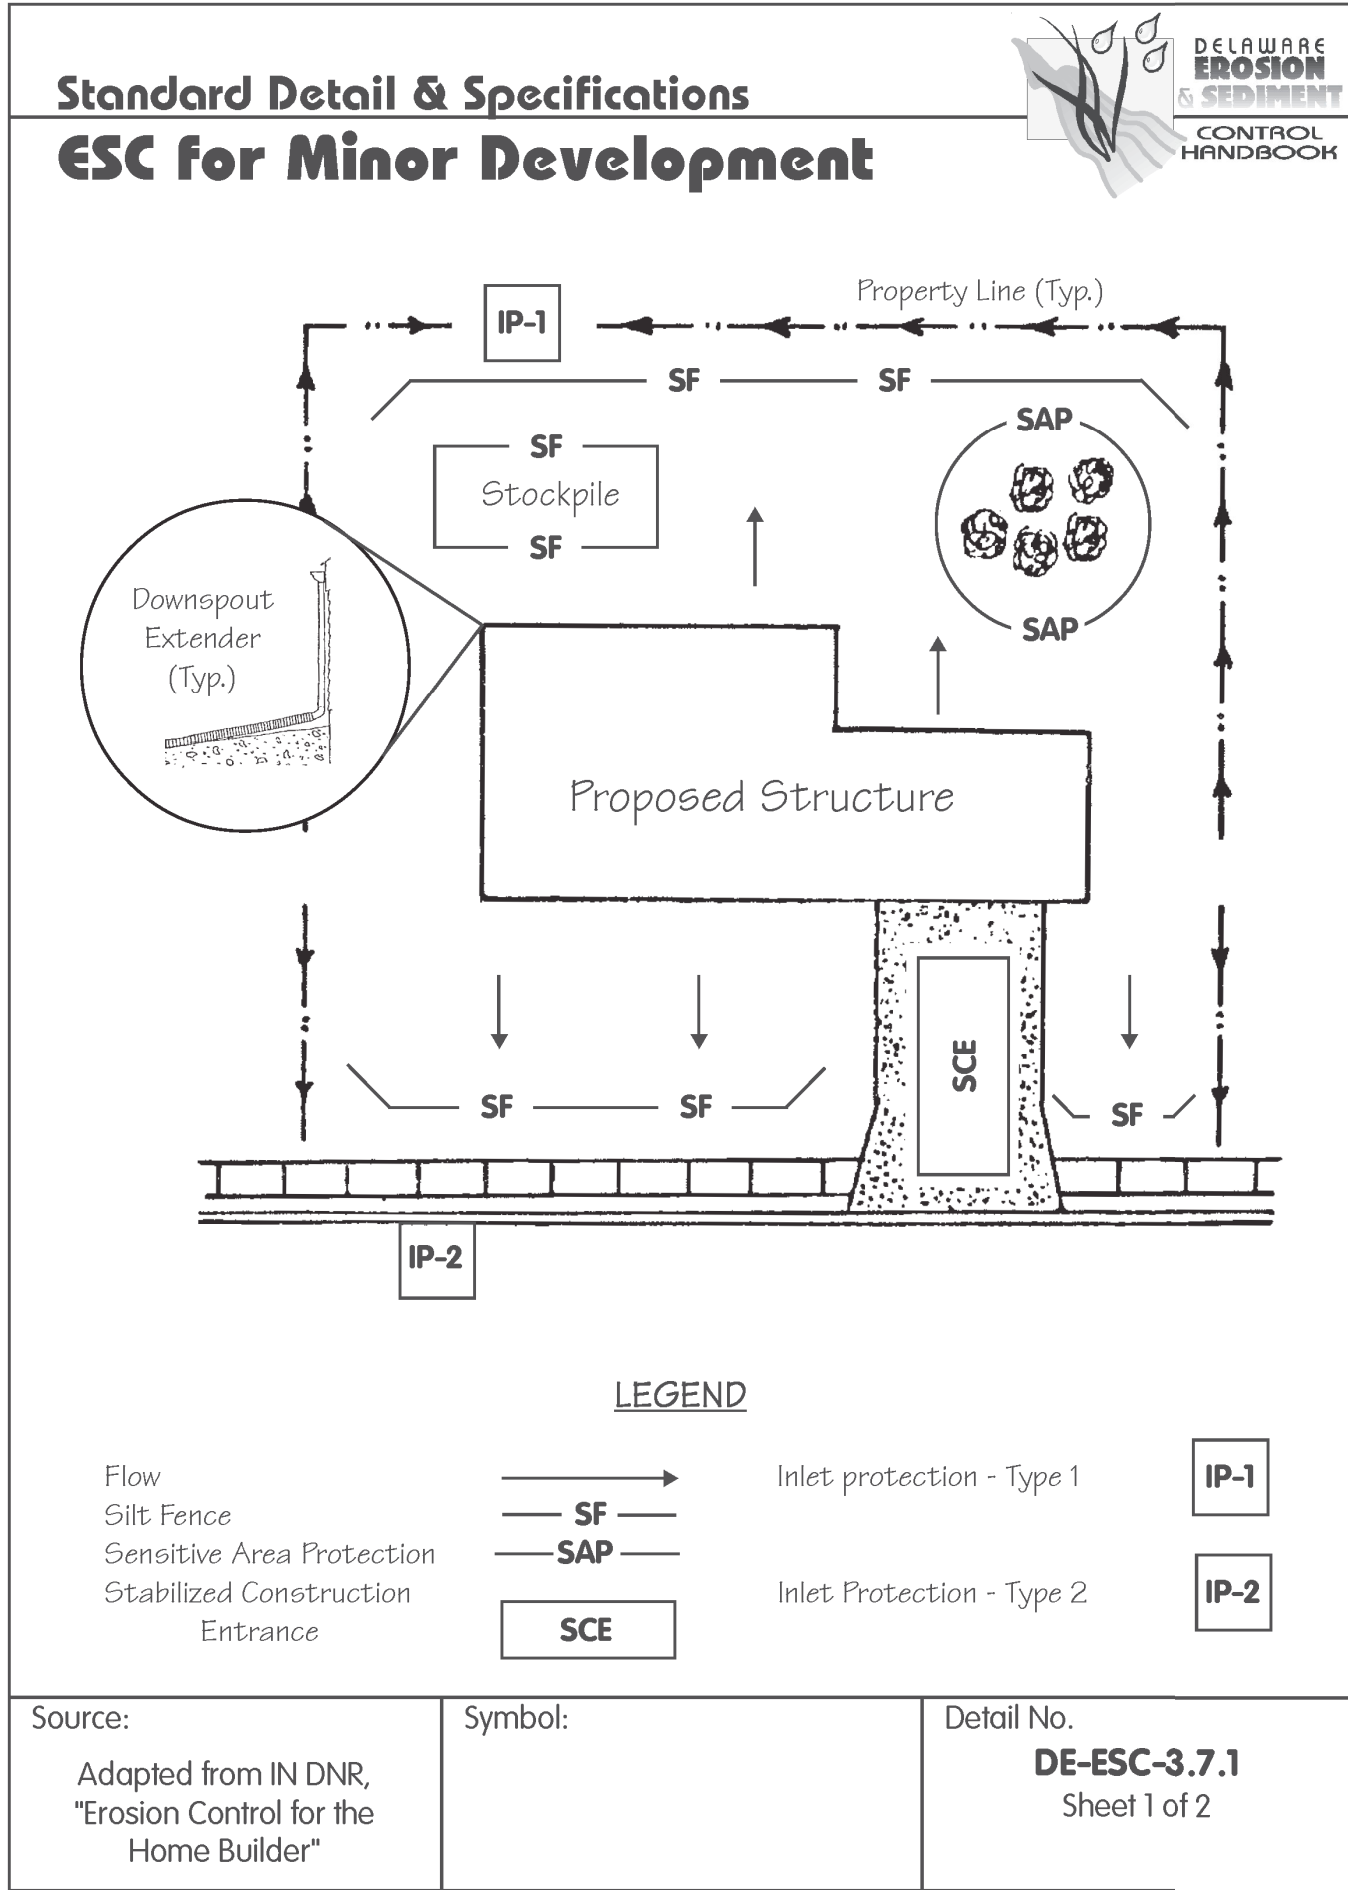 Standard Detail & Specifications
DELAWARE
EROSION
& SEDIMENT
CONTROL
HANDBOOK
ESC for Minor Development
Property Line (Typ.)
IP-1
SF SF
SAP
SF
Stockpile
SF
Downspout
Extender
(Typ.)
SAP
Proposed Structure
SCE
SF SF
SF
IP-2
LEGEND
Flow
Silt Fence
SF
Sensitive Area Protection
SAP
Stabilized Construction
Entrance
SCE
Inlet protection - Type 1
IP-1
Inlet Protection - Type 2
IP-2
Source:
Adapted from IN DNR,
"Erosion Control for the
Home Builder"
Symbol:
Detail No.
DE-ESC-3.7.1
Sheet 1 of 2